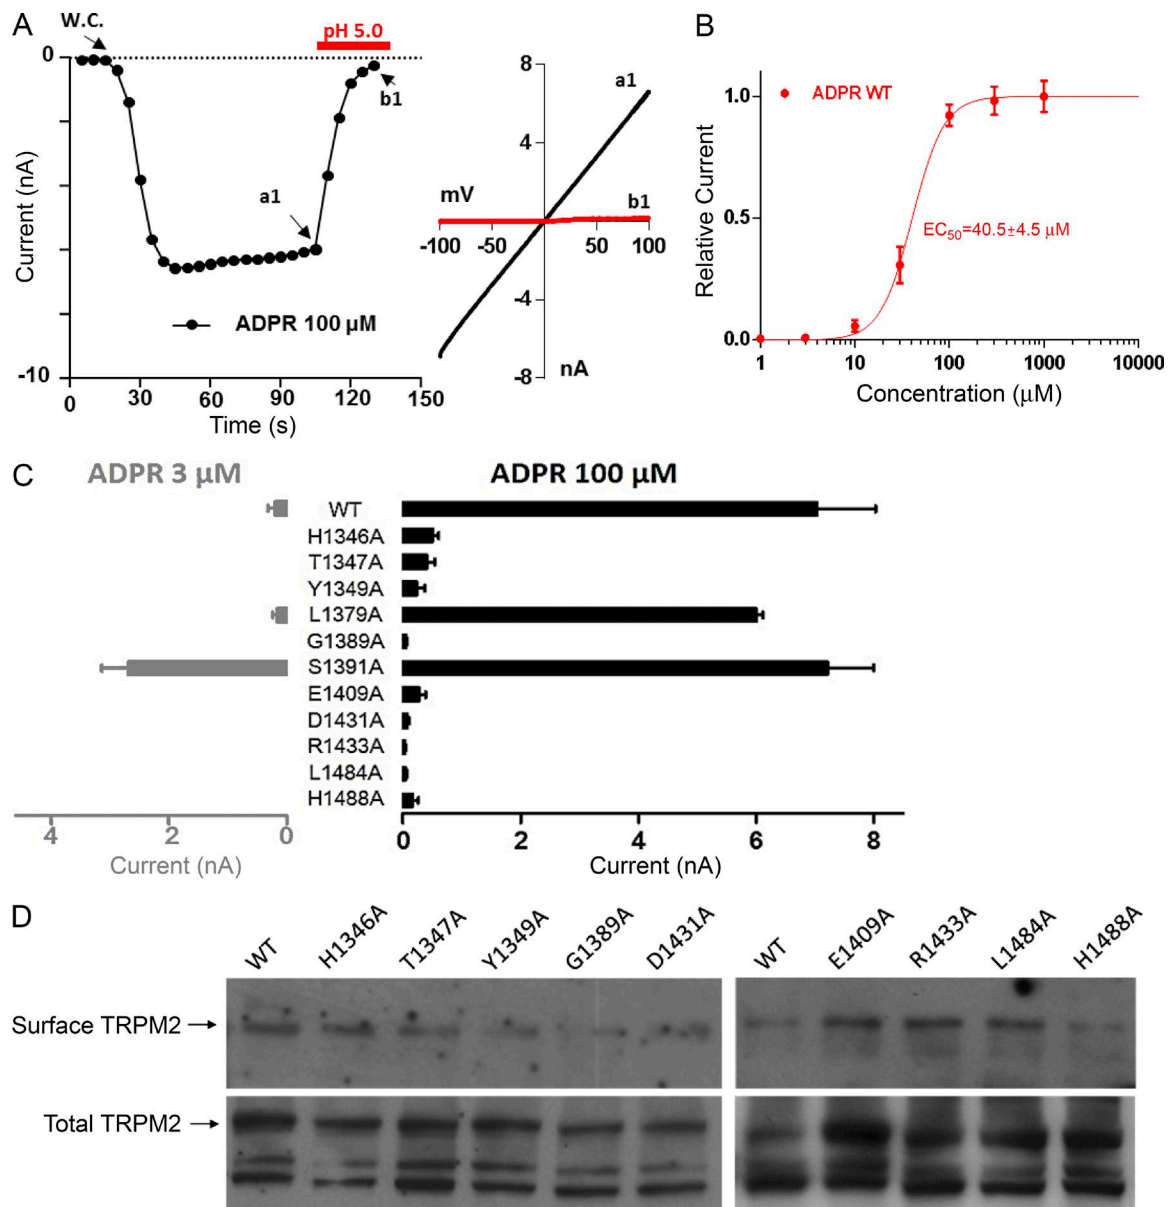 A
W.C.
pH 5.0
0
b1
a1
ADPR 100 µM
-10
Current (nA)
0 30 60 90 120 150
Time (s)
8
a1
4
mV
b1
-100 -50 50 100
-4
-8
nA
B
1.0
ADPR WT
0.5
EC50=40.5±4.5 µM
0.0
Relative Current
1 10 100 1000 10000
Concentration (µM)
C
ADPR 3 µM
ADPR 100 µM
WT
H1346A
T1347A
Y1349A
L1379A
G1389A
S1391A
E1409A
D1431A
R1433A
L1484A
H1488A
4 2 0
Current (nA)
0 2 4 6 8
Current (nA)
D
WT H1346A T1347A Y1349A G1389A D1431A
WT E1409A R1433A L1484A H1488A
Surface TRPM2
Total TRPM2